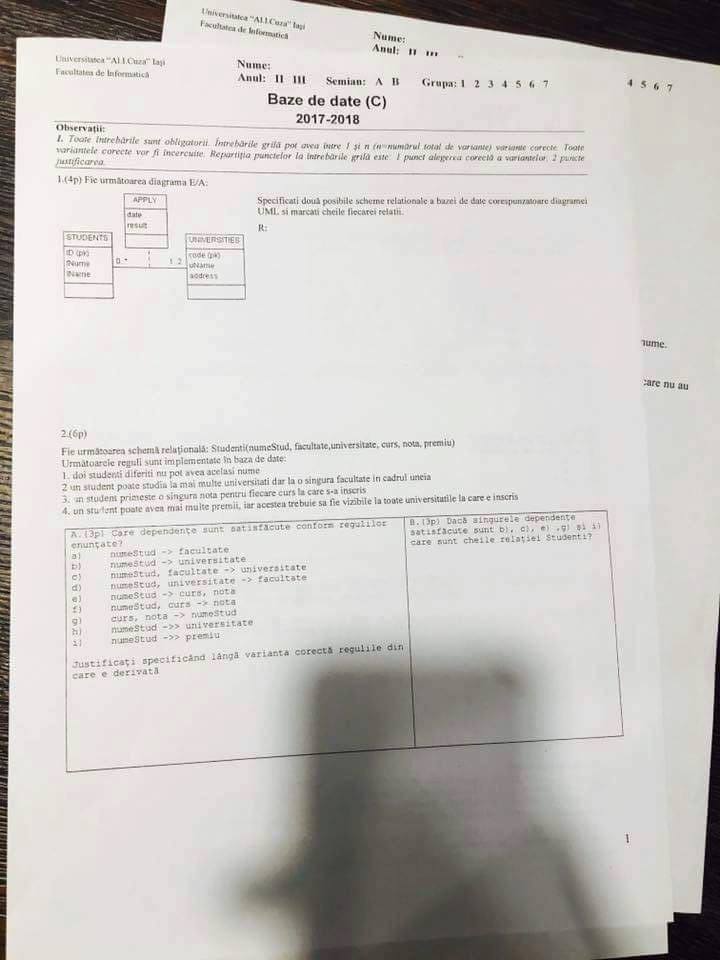 Universitatea "Al.I.Cuza" Iaşi
Facultatea de Informatică
Nume:
Anul: II III
Universitatea "Al.I.Cuza" Iaşi
Facultatea de Informatică
Nume:
Anul: II III Semian: A B Grupa: 1 2 3 4 5 6 7
4 5 6 7
Baze de date (C)
2017-2018
Observaţii:
1. Toate întrebările sunt obligatorii. Întrebările grilă pot avea între 1 şi n (n=numărul total de variante) variante corecte. Toate
variantele corecte vor fi încercuite. Repartiţia punctelor la întrebările grilă este: 1 punct alegerea corectă a variantelor, 2 puncte
justificarea.
1.(4p) Fie următoarea diagrama E/A:
Specificati două posibile scheme relationale a bazei de date corespunzatoare diagramei
UML si marcati cheile fiecarei relatii.
R:
APPLY
date
result
STUDENTS
ID (pk)
fName
lName
0..*
1..2
UNIVERSITIES
code (pk)
uName
address
nume.
care nu au
2.(6p)
Fie următoarea schemă relaţională: Studenti(numeStud, facultate,universitate, curs, nota, premiu)
Următoarele reguli sunt implementate în baza de date:
1. doi studenti diferiti nu pot avea acelasi nume
2 un student poate studia la mai multe universitati dar la o singura facultate in cadrul uneia
3. un student primeste o singura nota pentru fiecare curs la care s-a inscris
4. un student poate avea mai multe premii, iar acestea trebuie sa fie vizibile la toate universitatile la care e inscris
A.(3p) Care dependenţe sunt satisfăcute conform regulilor
enunţate?
a) numeStud -> facultate
b) numeStud -> universitate
c) numeStud, facultate -> universitate
d) numeStud, universitate -> facultate
e) numeStud -> curs, nota
f) numeStud, curs -> nota
g) curs, nota -> numeStud
h) numeStud ->> universitate
i) numeStud ->> premiu
Justificaţi specificând lângă varianta corectă regulile din
care e derivată
B.(3p) Dacă singurele dependenţe
satisfăcute sunt b), c), e) ,g) şi i)
care sunt cheile relaţiei Studenti?
1